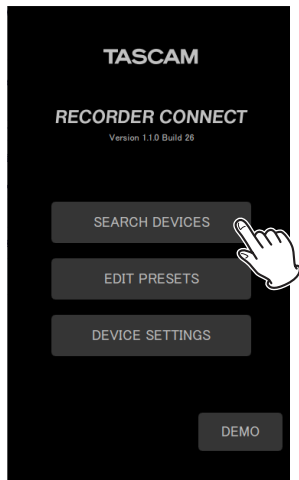 TASCAM
RECORDER CONNECT
Version 1.1.0 Build 26
SEARCH DEVICES
EDIT PRESETS
DEVICE SETTINGS
DEMO